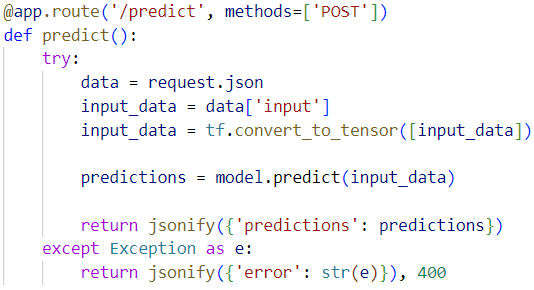 @app.route('/predict', methods=['POST'])
def predict():
    try:
        data = request.json
        input_data = data['input']
        input_data = tf.convert_to_tensor([input_data])

        predictions = model.predict(input_data)

        return jsonify({'predictions': predictions})
    except Exception as e:
        return jsonify({'error': str(e)}), 400